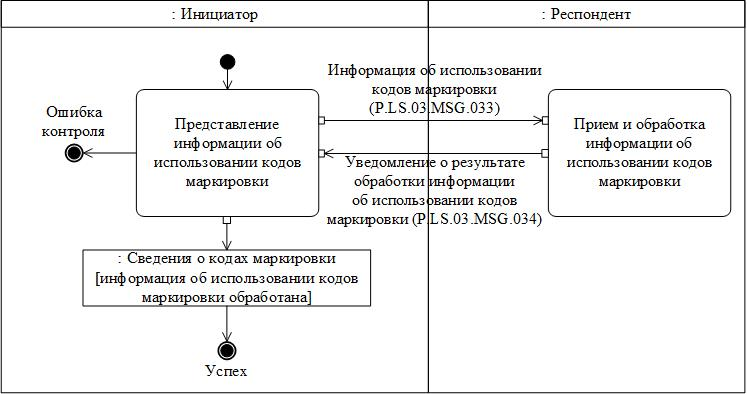 : Инициатор
: Респондент
Информация об использовании
кодов маркировки
(P.LS.03.MSG.033)
Ошибка
контроля
Представление
информации об
использовании кодов
маркировки
Прием и обработка
информации об
использовании кодов
маркировки
Уведомление о результате
обработки информации
об использовании кодов
маркировки (P.LS.03.MSG.034)
: Сведения о кодах маркировки
[информация об использовании кодов
маркировки обработана]
Успех